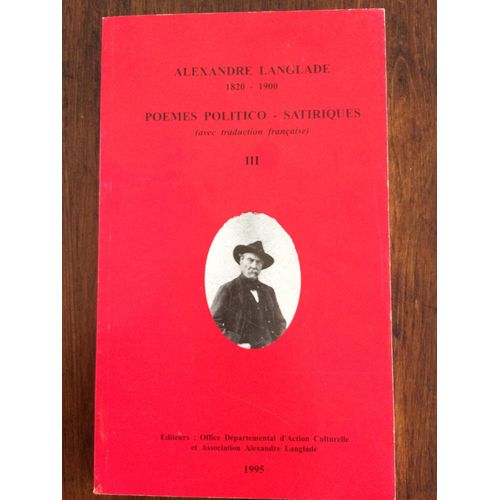 ALEXANDRE LANGLADE
1820 - 1900
POEMES POLITICO - SATIRIQUES
(avec traduction française)
III
Editeurs : Office Départemental d'Action Culturelle
et Association Alexandre Langlade
1995